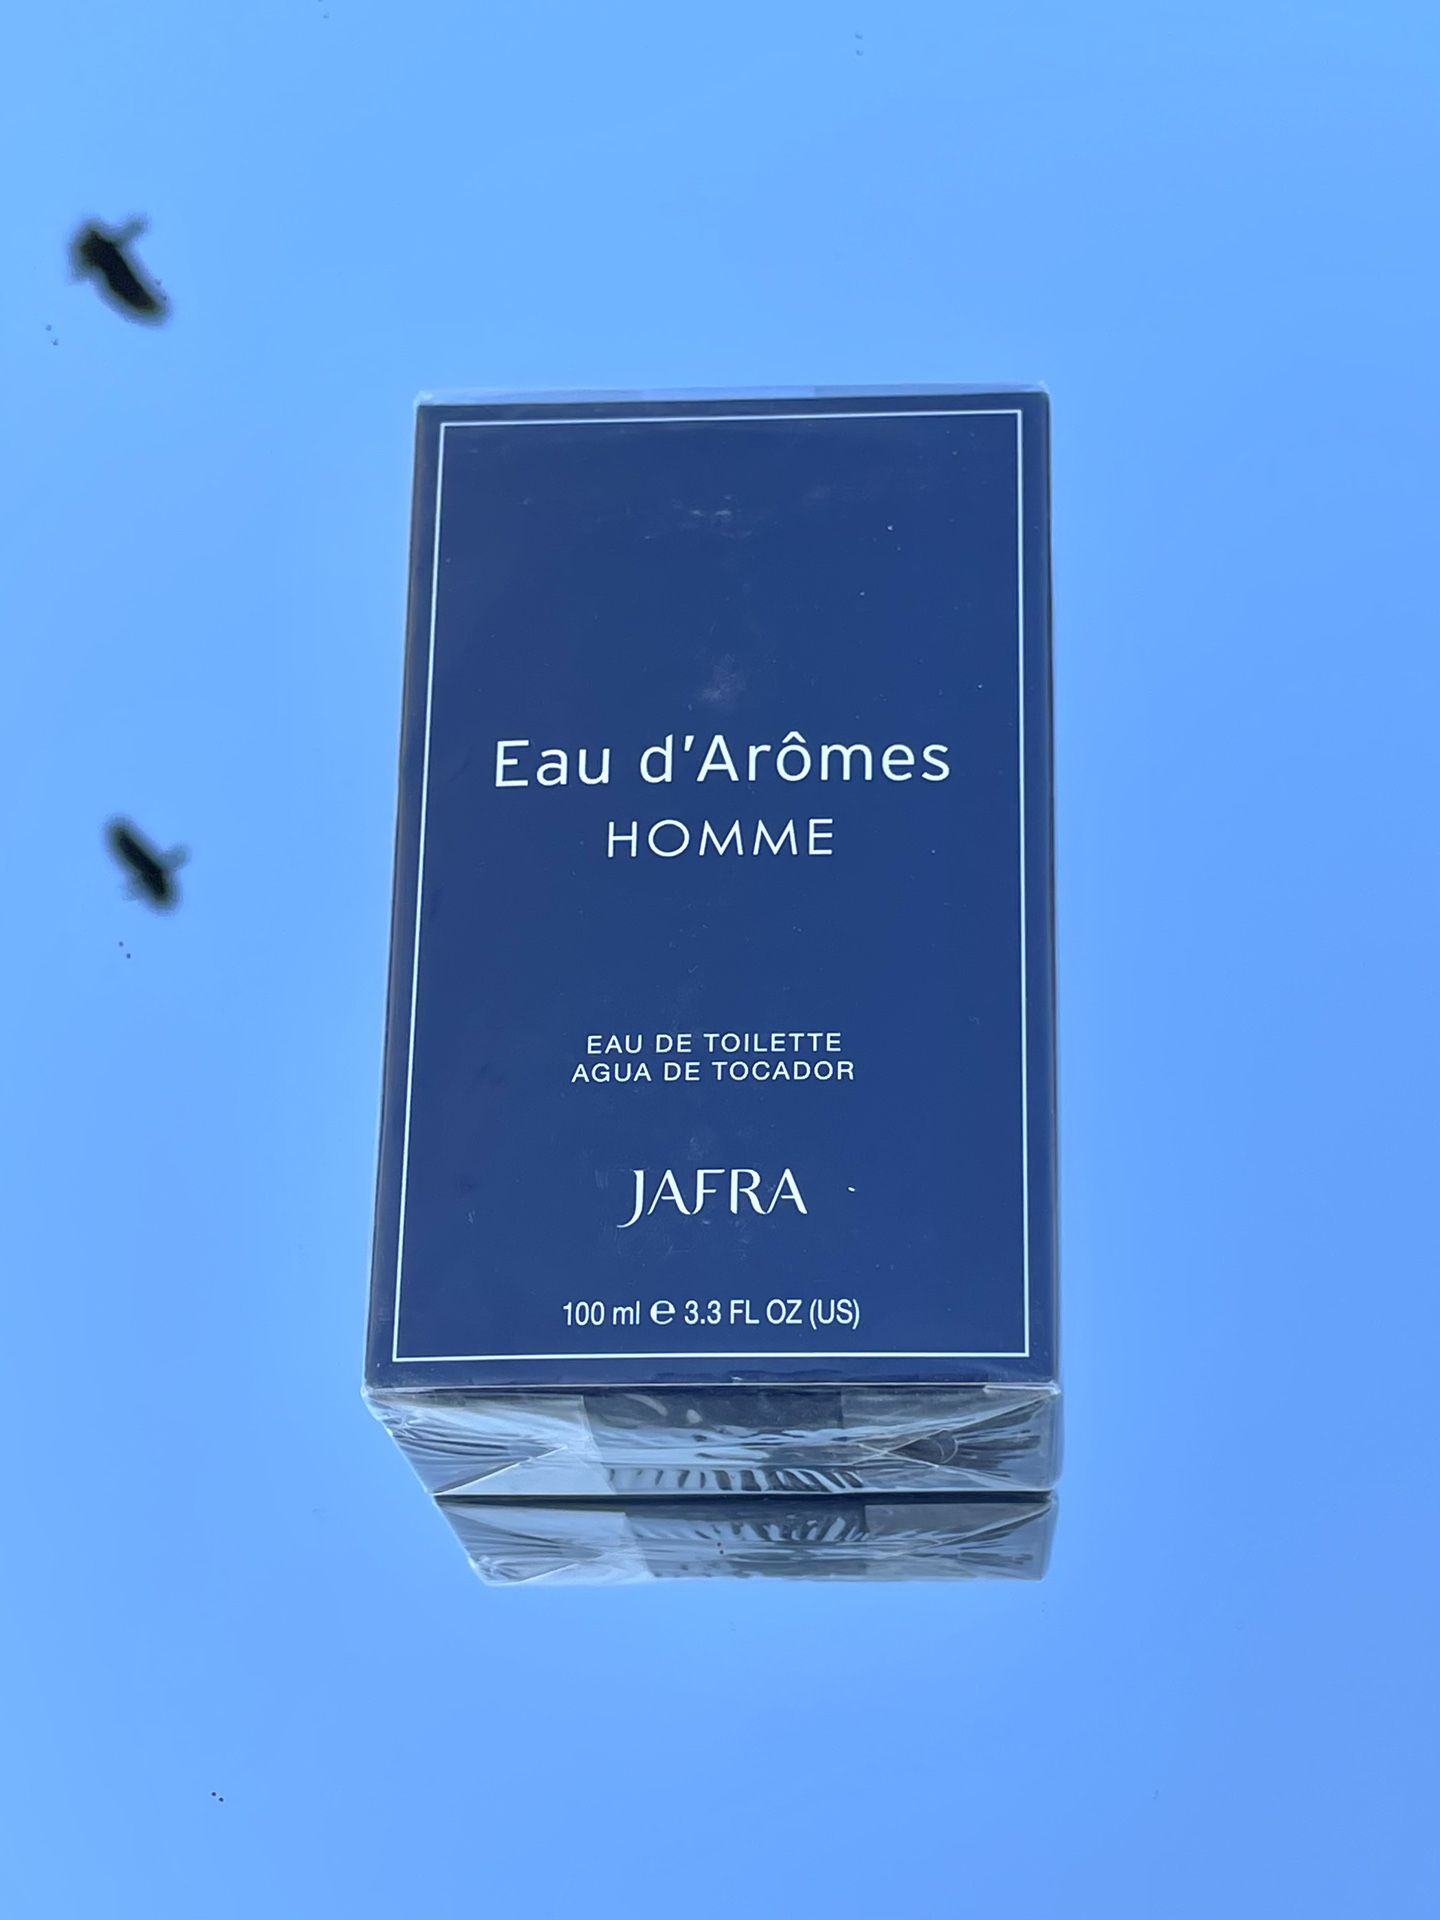 Eau d'Arômes
HOMME
EAU DE TOILETTE
AGUA DE TOCADOR
JAFRA
100 ml ℮ 3.3 FL OZ (US)